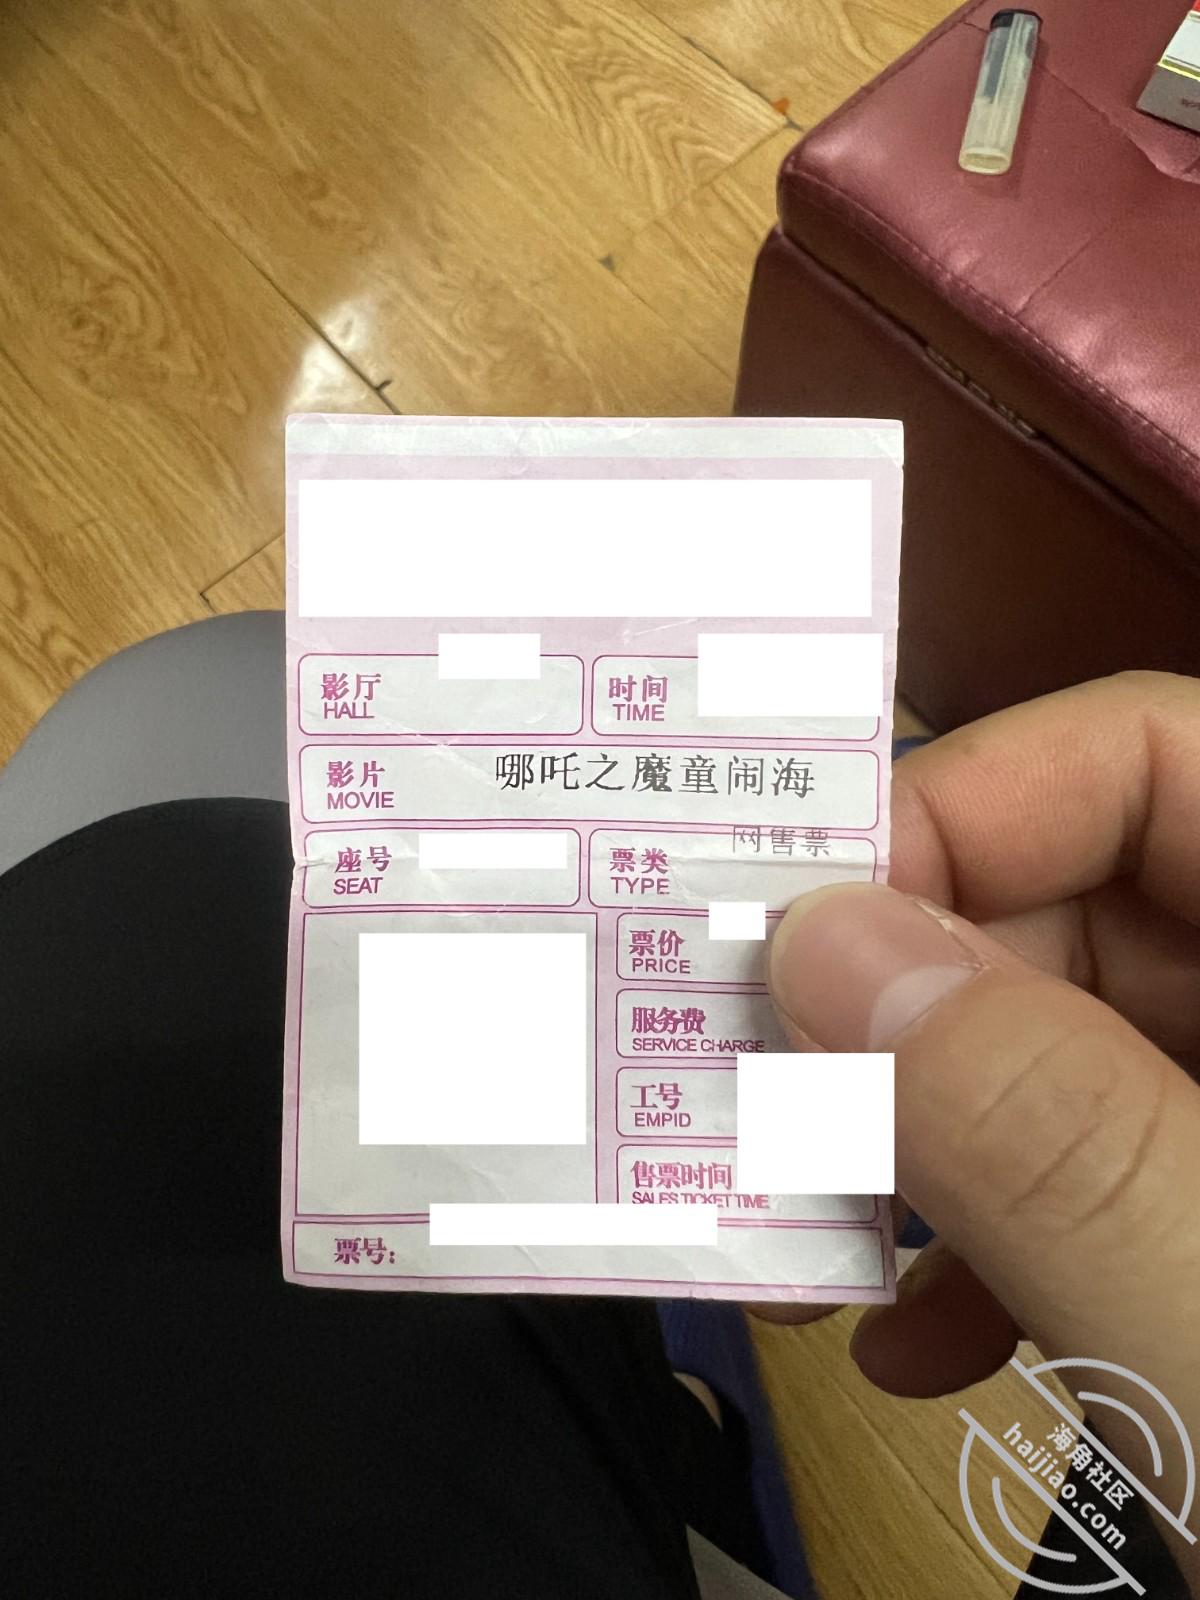 影厅
HALL
时间
TIME
影片
MOVIE
哪吒之魔童闹海
座号
SEAT
票类
TYPE
网售票
票价
PRICE
服务费
SERVICE CHARGE
工号
EMPID
售票时间
SALES TICKET TIME
票号:
海角社区
haijiao.com